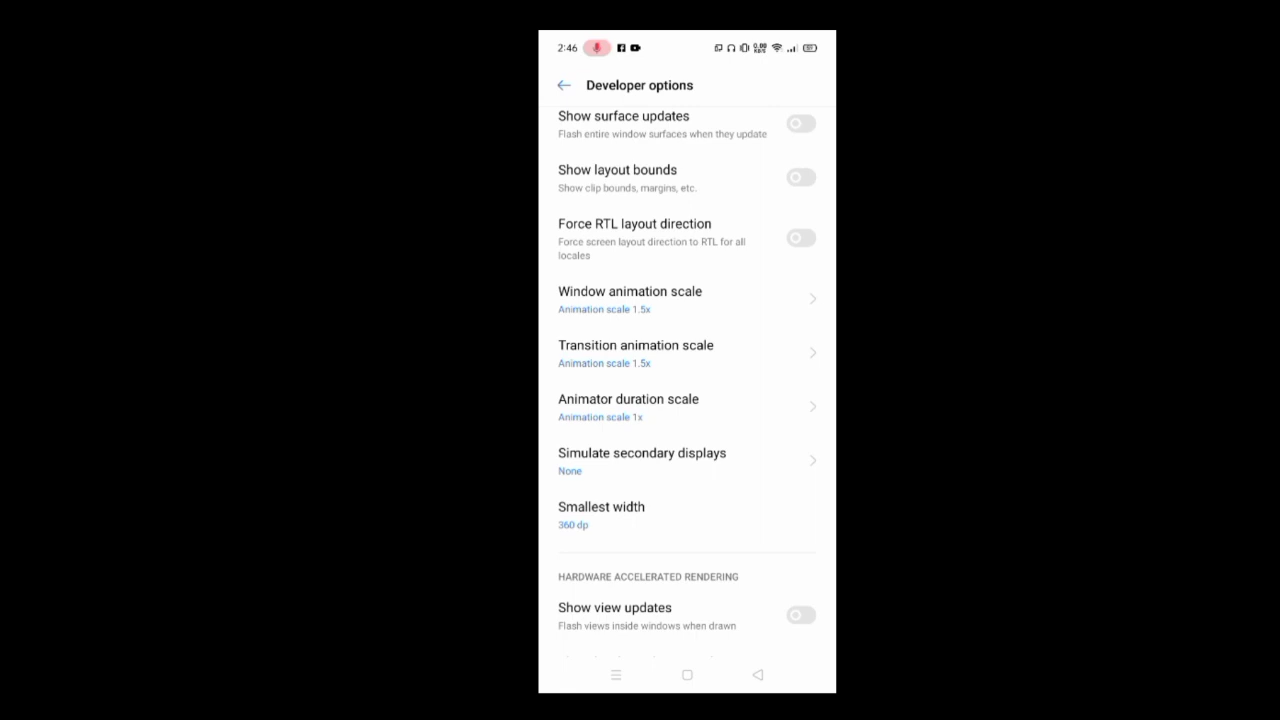 2:46
Developer options
Show surface updates
Flash entire window surfaces when they update
Show layout bounds
Show clip bounds, margins, etc.
Force RTL layout direction
Force screen layout direction to RTL for all
locales
Window animation scale
Animation scale 1.5x
Transition animation scale
Animation scale 1.5x
Animator duration scale
Animation scale 1x
Simulate secondary displays
None
Smallest width
360 dp
HARDWARE ACCELERATED RENDERING
Show view updates
Flash views inside windows when drawn